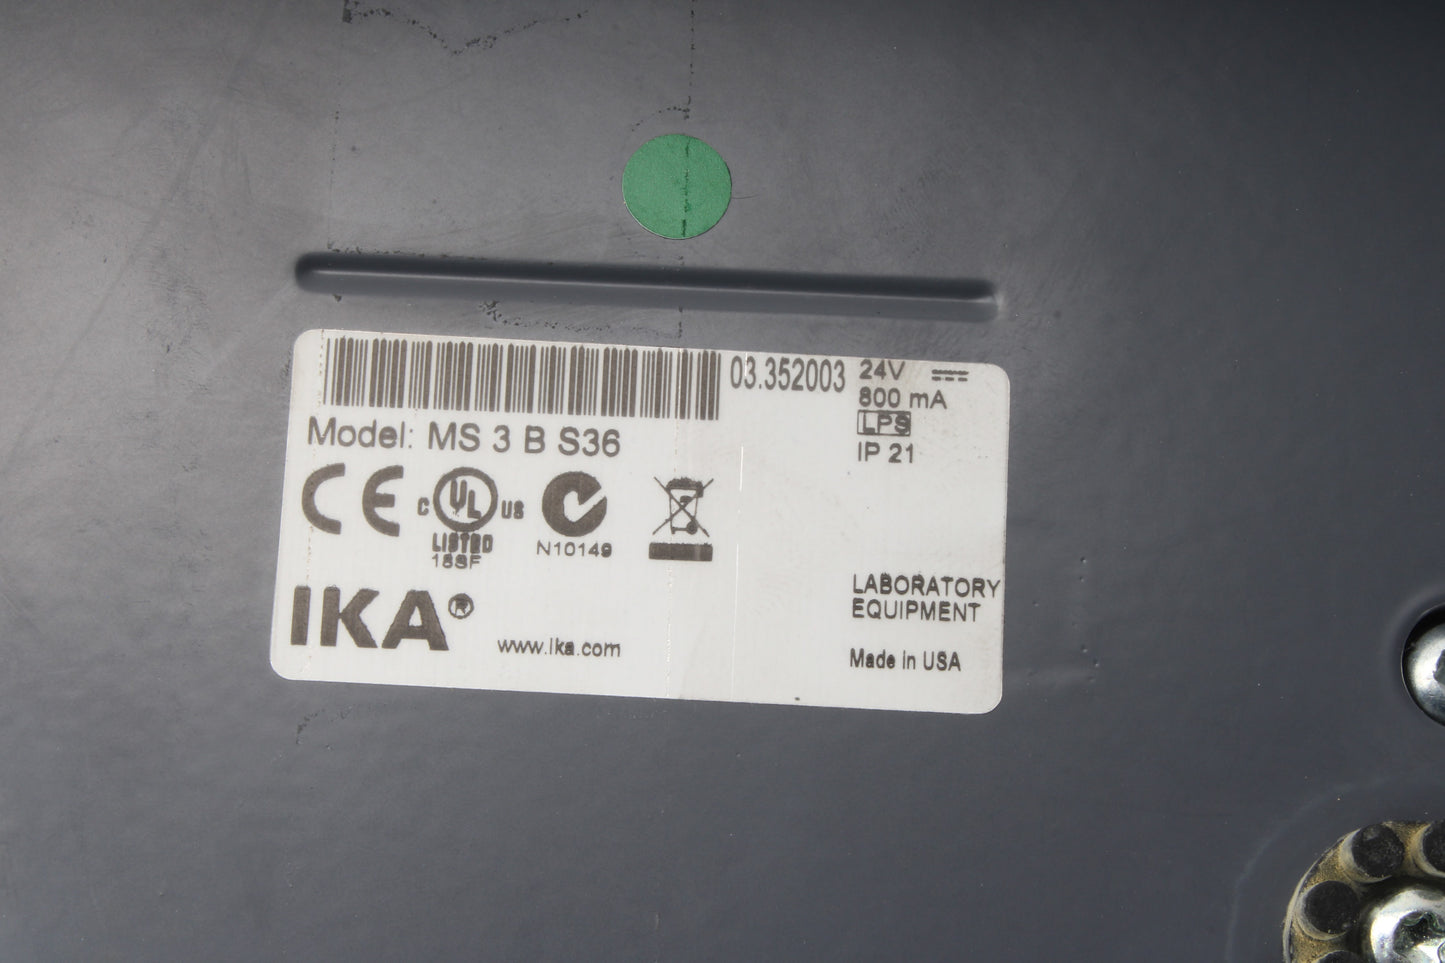 03.352003
24V
800 mA
LPS
IP 21
Model: MS 3 B S36
CE
C UL US
LISTED
18SF
N10149
IKA®
www.ika.com
LABORATORY
EQUIPMENT
Made in USA